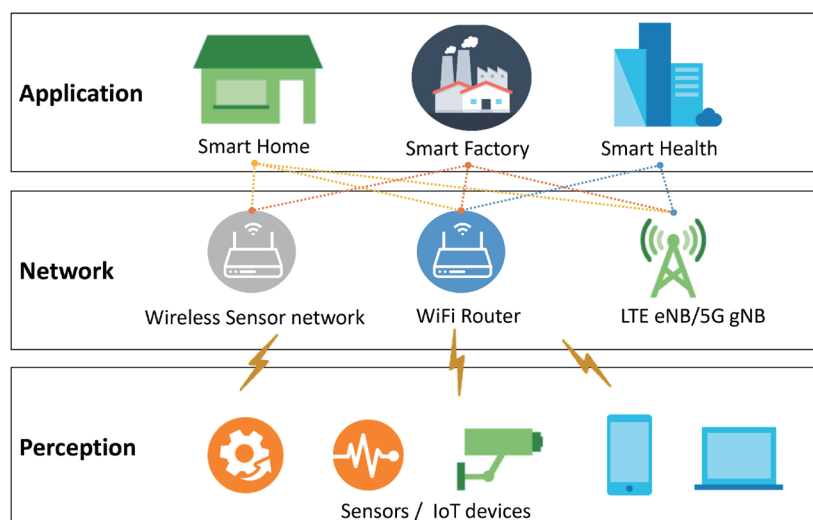 Application
Smart Home
Smart Factory
Smart Health
Network
Wireless Sensor network
WiFi Router
LTE eNB/5G gNB
Perception
Sensors / IoT devices